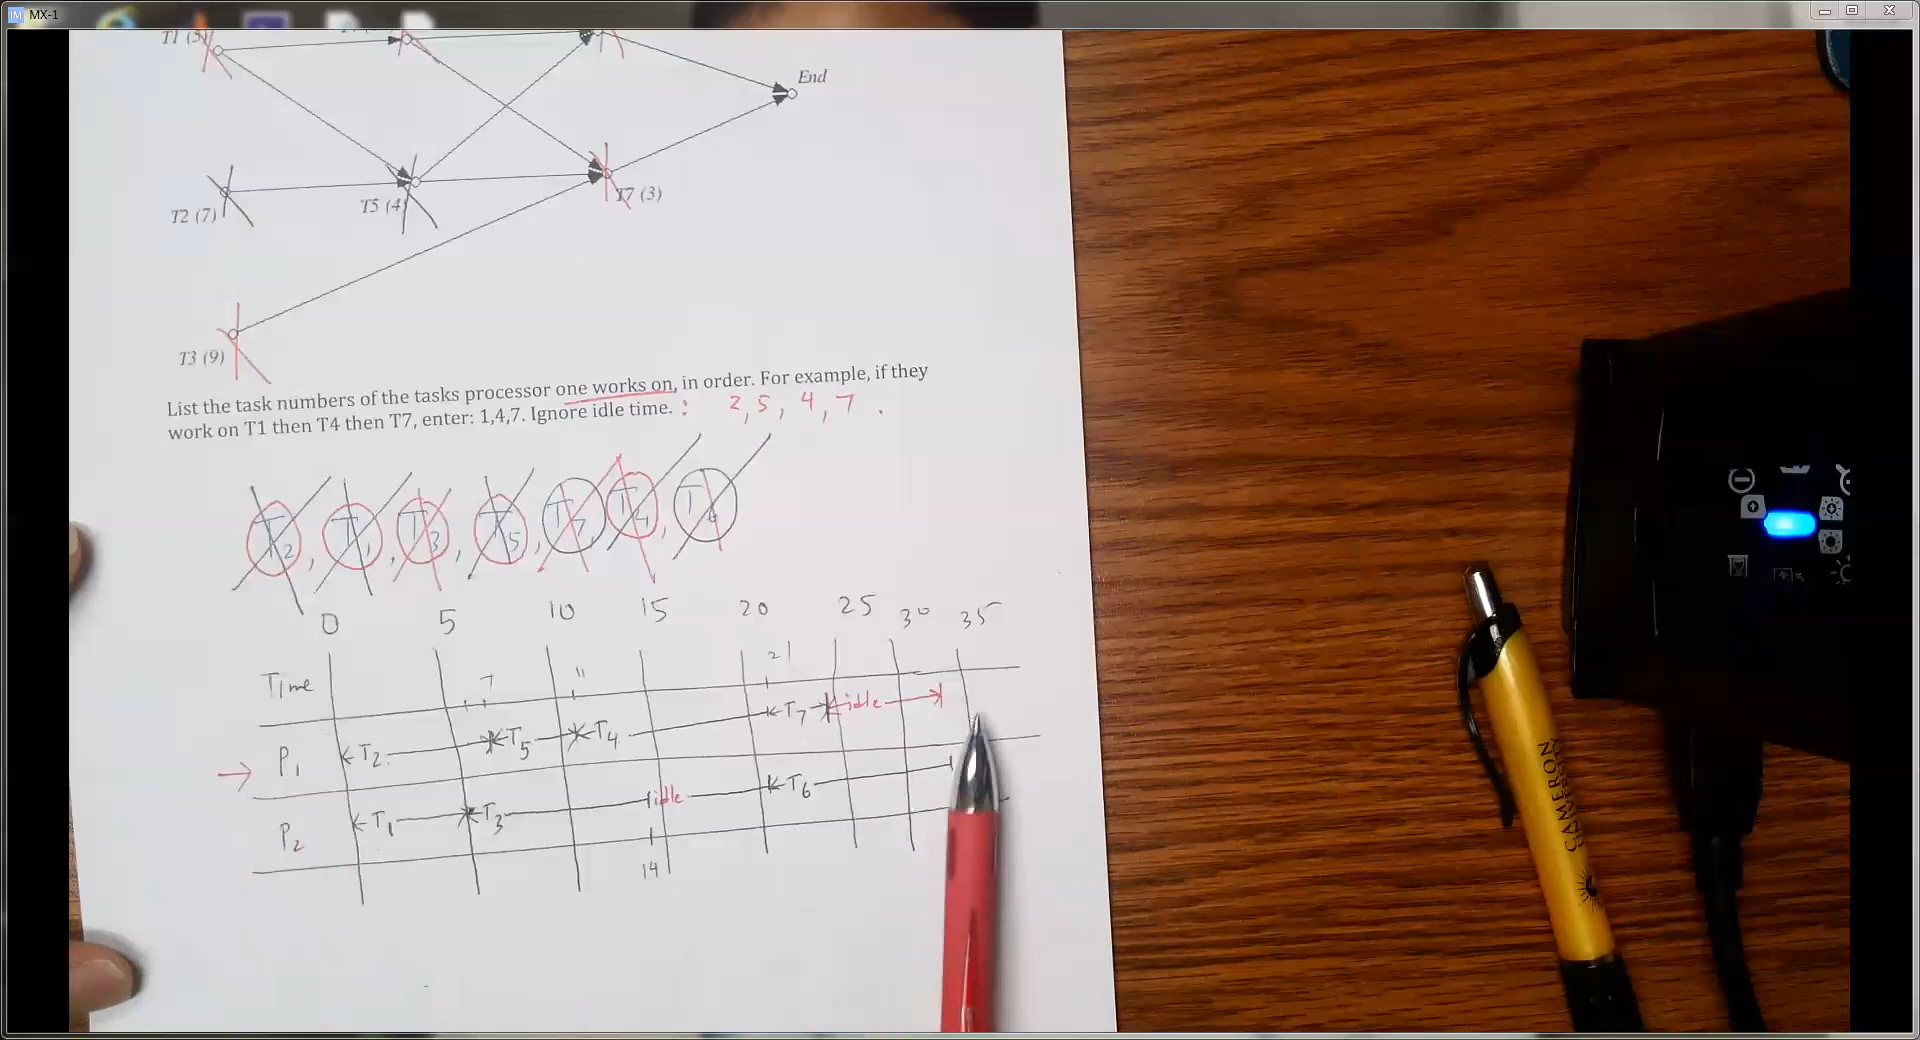 MX-1
T1 (5)
End
T7 (3)
T2 (7)
T5 (4)
T3 (9)
List the task numbers of the tasks processor one works on, in order. For example, if they
work on T1 then T4 then T7, enter: 1,4,7. Ignore idle time. : 2, 5, 4, 7 .
T2, T1, T3, T5, T7, T4, T6
0 5 10 15 20 25 30 35
Time 7 11 21
P1 T2 T5 T4 T7 idle
P2 T1 T3 idle T6
14
CAMERON
UNIVERSITY